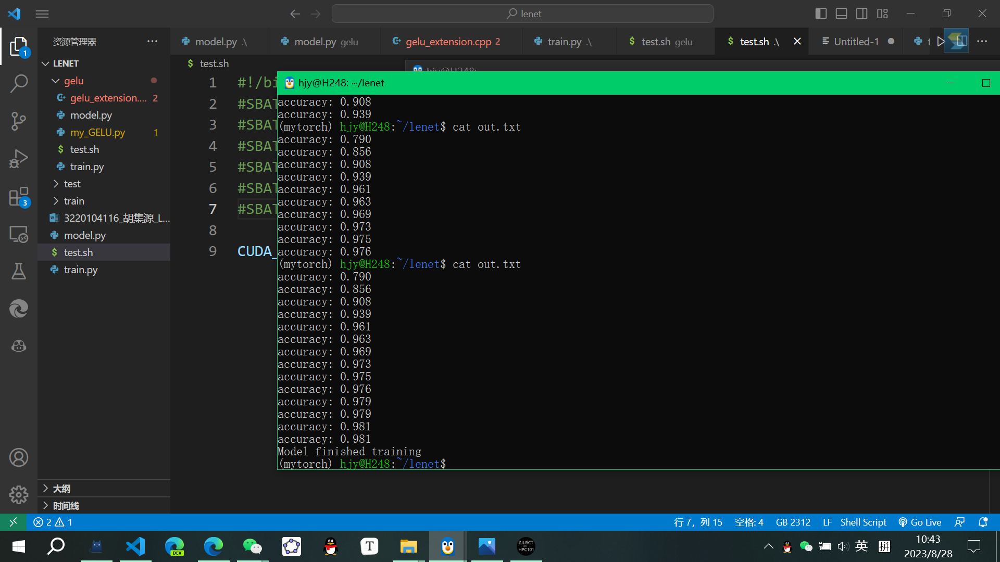 lenet
资源管理器
model.py .\
model.py gelu
gelu_extension.cpp 2
train.py .\
test.sh gelu
test.sh .\
Untitled-1
LENET
gelu
gelu_extension.... 2
model.py
my_GELU.py 1
test.sh
train.py
test
train
3220104116_胡集源_L...
model.py
test.sh
train.py
大纲
时间线
test.sh
1 #!/bi
2 #SBAT
3 #SBAT
4 #SBAT
5 #SBAT
6 #SBAT
7 #SBAT
8
9 CUDA_
hjy@H248:
hjy@H248: ~/lenet
accuracy: 0.908
accuracy: 0.939
(mytorch) hjy@H248:~/lenet$ cat out.txt
accuracy: 0.790
accuracy: 0.856
accuracy: 0.908
accuracy: 0.939
accuracy: 0.961
accuracy: 0.963
accuracy: 0.969
accuracy: 0.973
accuracy: 0.975
accuracy: 0.976
(mytorch) hjy@H248:~/lenet$ cat out.txt
accuracy: 0.790
accuracy: 0.856
accuracy: 0.908
accuracy: 0.939
accuracy: 0.961
accuracy: 0.963
accuracy: 0.969
accuracy: 0.973
accuracy: 0.975
accuracy: 0.976
accuracy: 0.979
accuracy: 0.979
accuracy: 0.981
accuracy: 0.981
Model finished training
(mytorch) hjy@H248:~/lenet$
1
3
2 1
行 7，列 15
空格: 4
GB 2312
LF
Shell Script
Go Live
DEV
T
ZJUSCT
HPC101
英
拼
10:43
2023/8/28